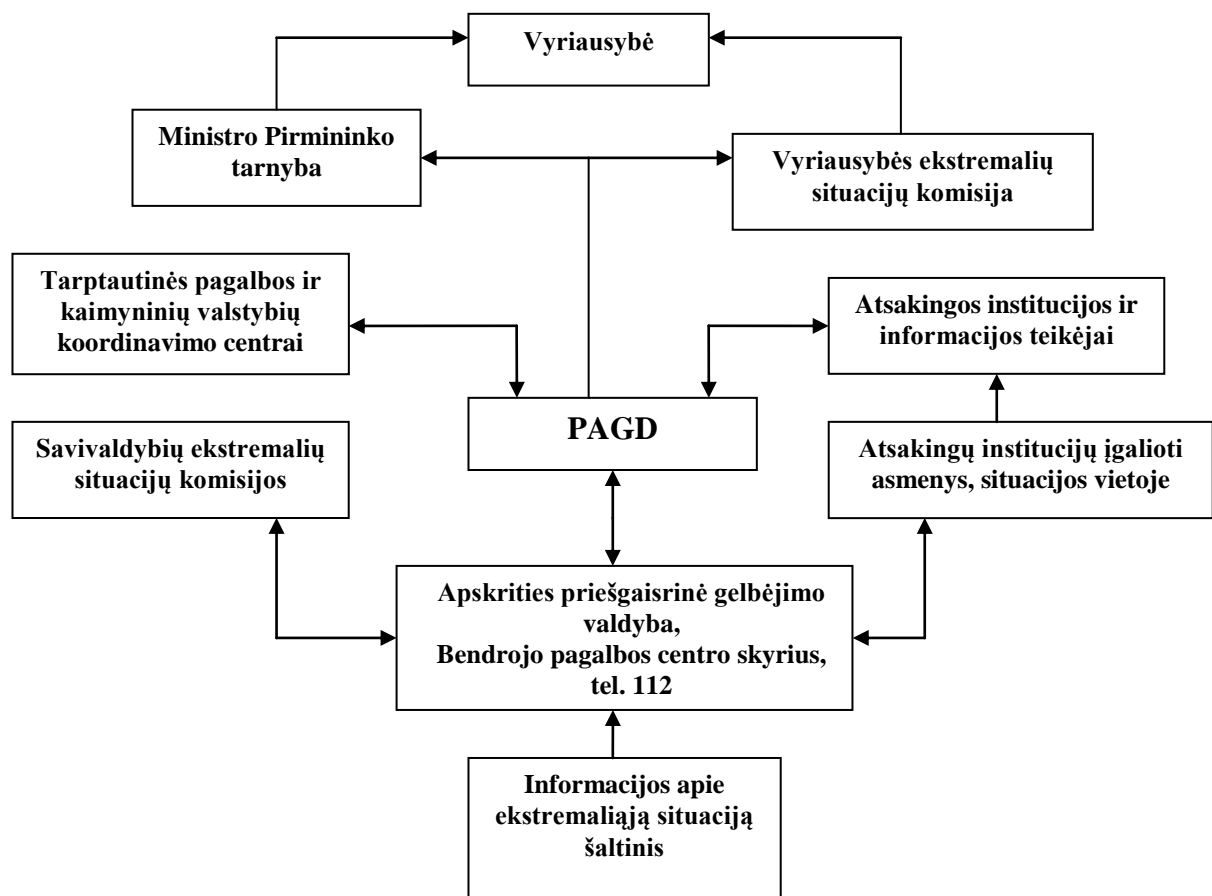 Vyriausybė
Ministro Pirmininko
tarnyba
Vyriausybės ekstremalių
situacijų komisija
Tarptautinės pagalbos ir
kaimyninių valstybių
koordinavimo centrai
Atsakingos institucijos ir
informacijos teikėjai
PAGD
Savivaldybių ekstremalių
situacijų komisijos
Atsakingų institucijų įgalioti
asmenys, situacijos vietoje
Apskrities priešgaisrinė gelbėjimo
valdyba,
Bendrojo pagalbos centro skyrius,
tel. 112
Informacijos apie
ekstremaliąją situaciją
šaltinis